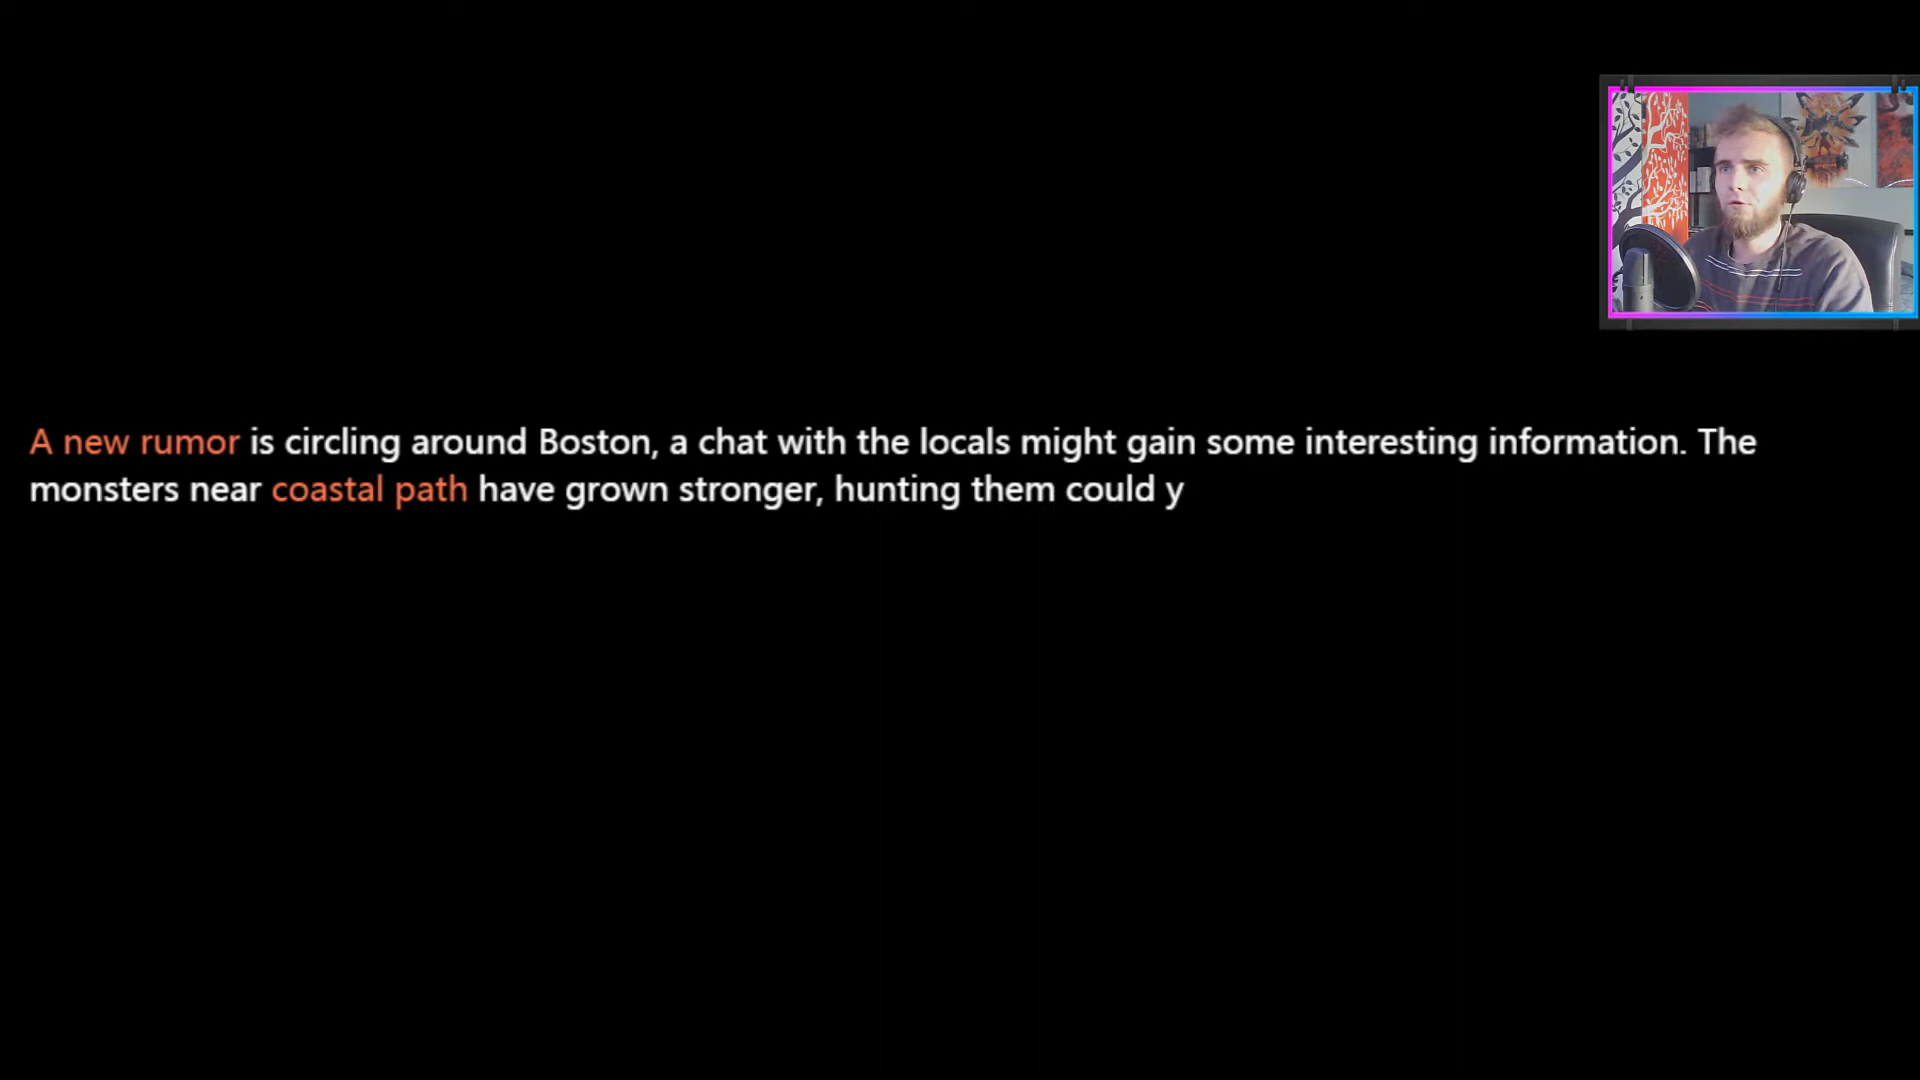 A new rumor is circling around Boston, a chat with the locals might gain some interesting information. The
monsters near coastal path have grown stronger, hunting them could y